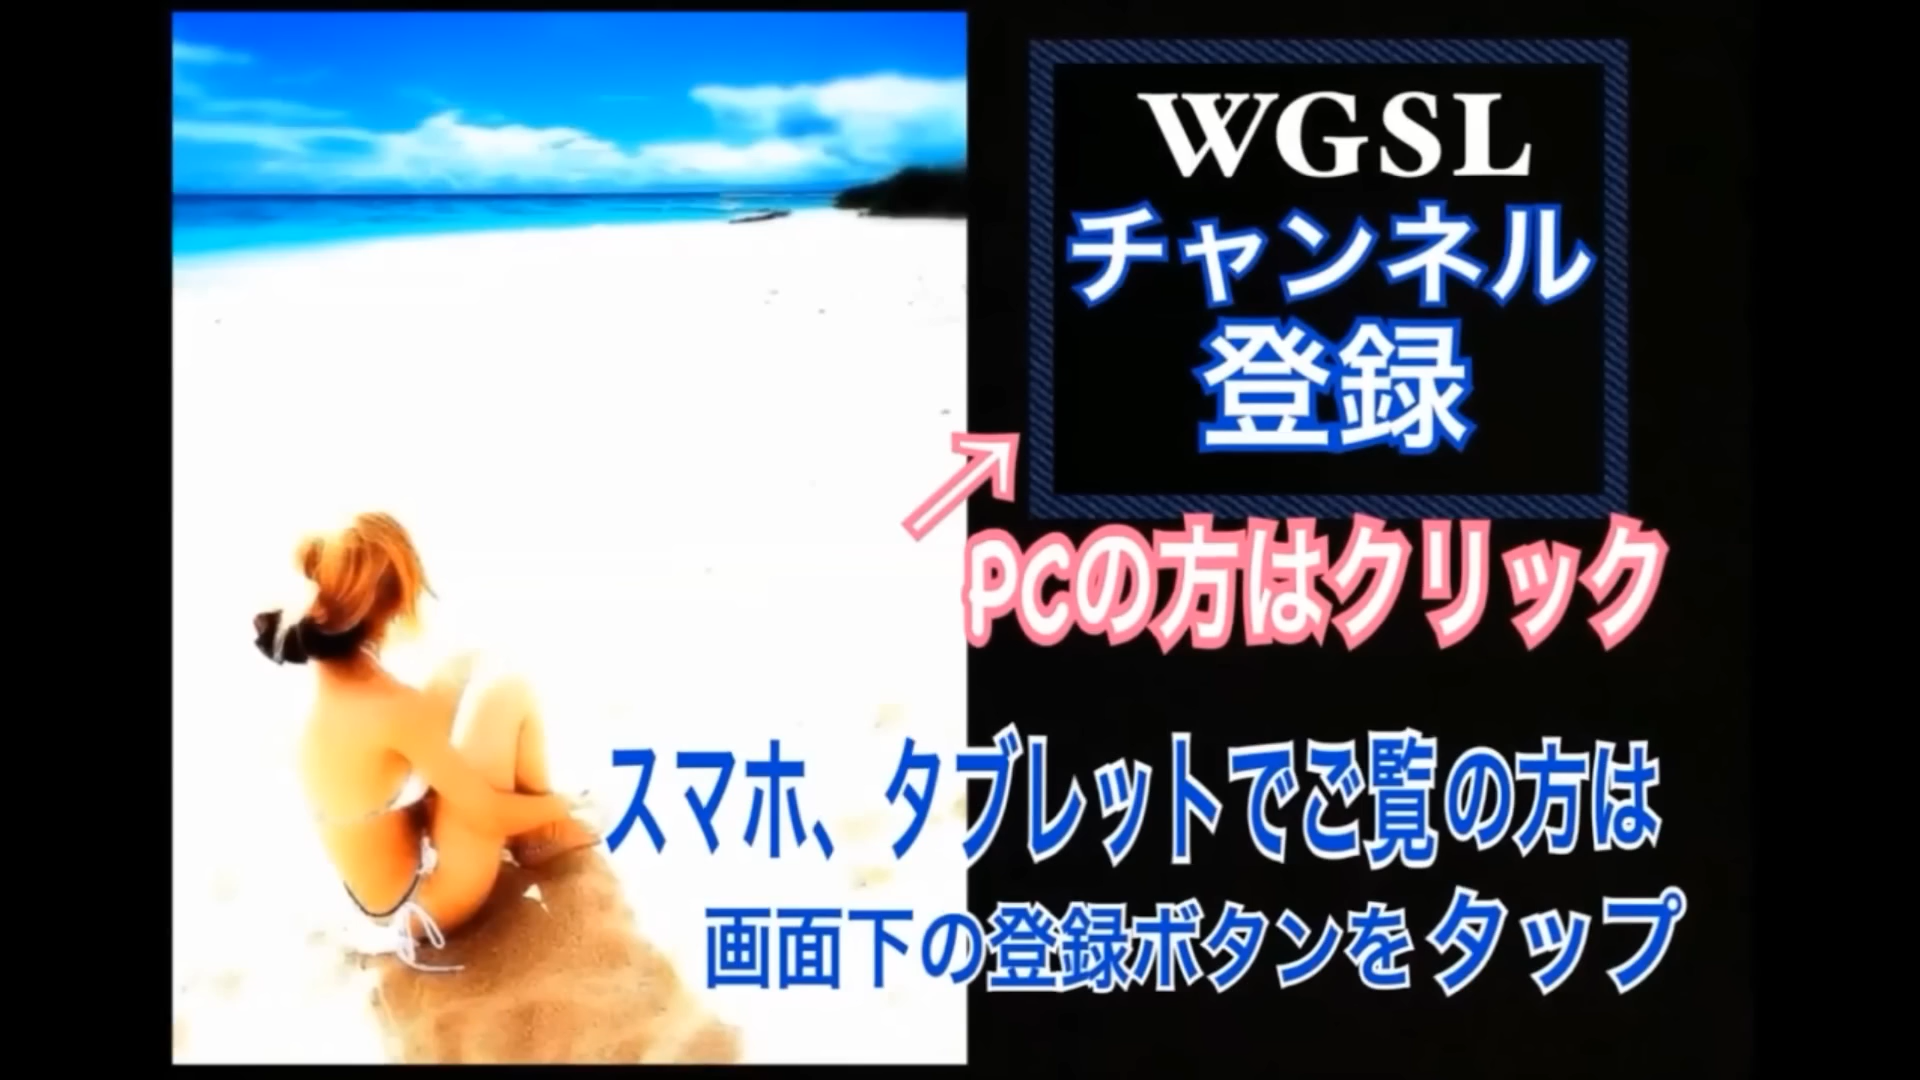 WGSL
チャンネル
登録
PCの方はクリック
スマホ、タブレットでご覧の方は
画面下の登録ボタンをタップ